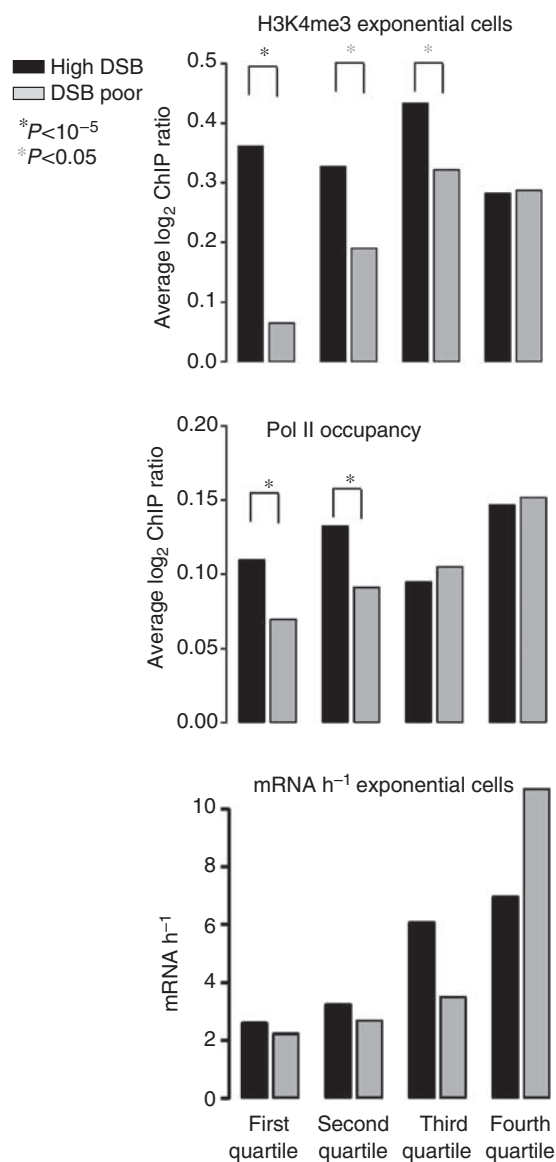 H3K4me3 exponential cells
High DSB
DSB poor
*P<10⁻⁵
*P<0.05
Average log₂ ChIP ratio
0.5
0.4
0.3
0.2
0.1
0.0
* * *
Pol II occupancy
Average log₂ ChIP ratio
0.20
0.15
0.10
0.05
0.00
* *
mRNA h⁻¹ exponential cells
mRNA h⁻¹
10
8
6
4
2
0
First Second Third Fourth
quartile quartile quartile quartile